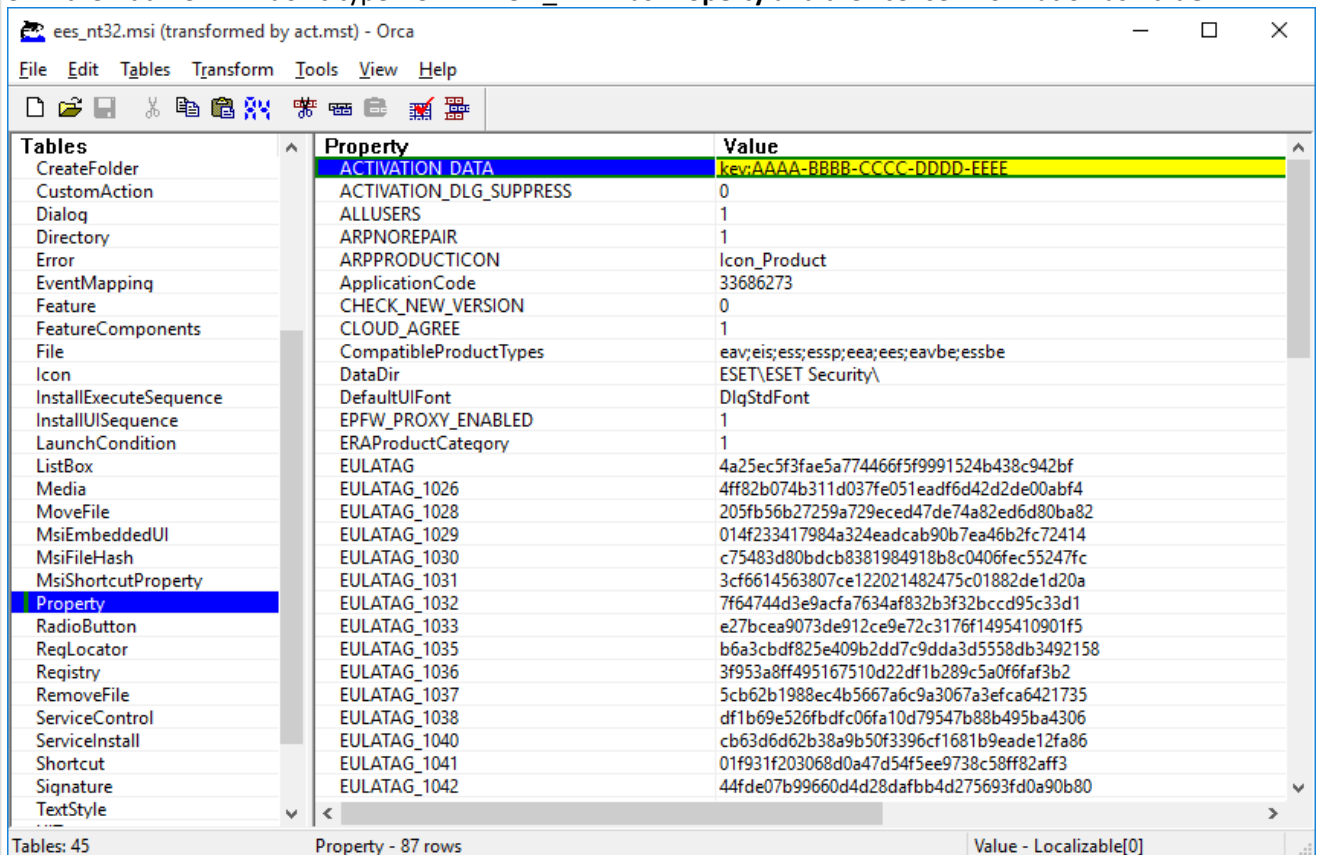 ees_nt32.msi (transformed by act.mst) - Orca
File Edit Tables Transform Tools View Help
Tables
CreateFolder
CustomAction
Dialog
Directory
Error
EventMapping
Feature
FeatureComponents
File
Icon
InstallExecuteSequence
InstallUISequence
LaunchCondition
ListBox
Media
MoveFile
MsiEmbeddedUI
MsiFileHash
MsiShortcutProperty
Property
RadioButton
RegLocator
Registry
RemoveFile
ServiceControl
ServiceInstall
Shortcut
Signature
TextStyle
Property Value
ACTIVATION_DATA key:AAAA-BBBB-CCCC-DDDD-EEEE
ACTIVATION_DLG_SUPPRESS 0
ALLUSERS 1
ARPNOREPAIR 1
ARPPRODUCTICON Icon_Product
ApplicationCode 33686273
CHECK_NEW_VERSION 0
CLOUD_AGREE 1
CompatibleProductTypes eav;eis;ess;essp;eea;ees;eavbe;essbe
DataDir ESET\ESET Security\
DefaultUIFont DlgStdFont
EPFW_PROXY_ENABLED 1
ERAProductCategory 1
EULATAG 4a25ec5f3fae5a774466f5f9991524b438c942bf
EULATAG_1026 4ff82b074b311d037fe051eadf6d42d2de00abf4
EULATAG_1028 205fb56b27259a729eced47de74a82ed6d80ba82
EULATAG_1029 014f233417984a324eadcab90b7ea46b2fc72414
EULATAG_1030 c75483d80bdcb8381984918b8c0406fec55247fc
EULATAG_1031 3cf6614563807ce122021482475c01882de1d20a
EULATAG_1032 7f64744d3e9acfa7634af832b3f32bccd95c33d1
EULATAG_1033 e27bcea9073de912ce9e72c3176f1495410901f5
EULATAG_1035 b6a3cbdf825e409b2dd7c9dda3d5558db3492158
EULATAG_1036 3f953a8ff495167510d22df1b289c5a0f6faf3b2
EULATAG_1037 5cb62b1988ec4b5667a6c9a3067a3efca6421735
EULATAG_1038 df1b69e526fbdfc06fa10d79547b88b495ba4306
EULATAG_1040 cb63d6d62b38a9b50f3396cf1681b9eade12fa86
EULATAG_1041 01f931f203068d0a47d54f5ee9738c58ff82aff3
EULATAG_1042 44fde07b99660d4d28dafbb4d275693fd0a90b80
Tables: 45 Property - 87 rows Value - Localizable[0]